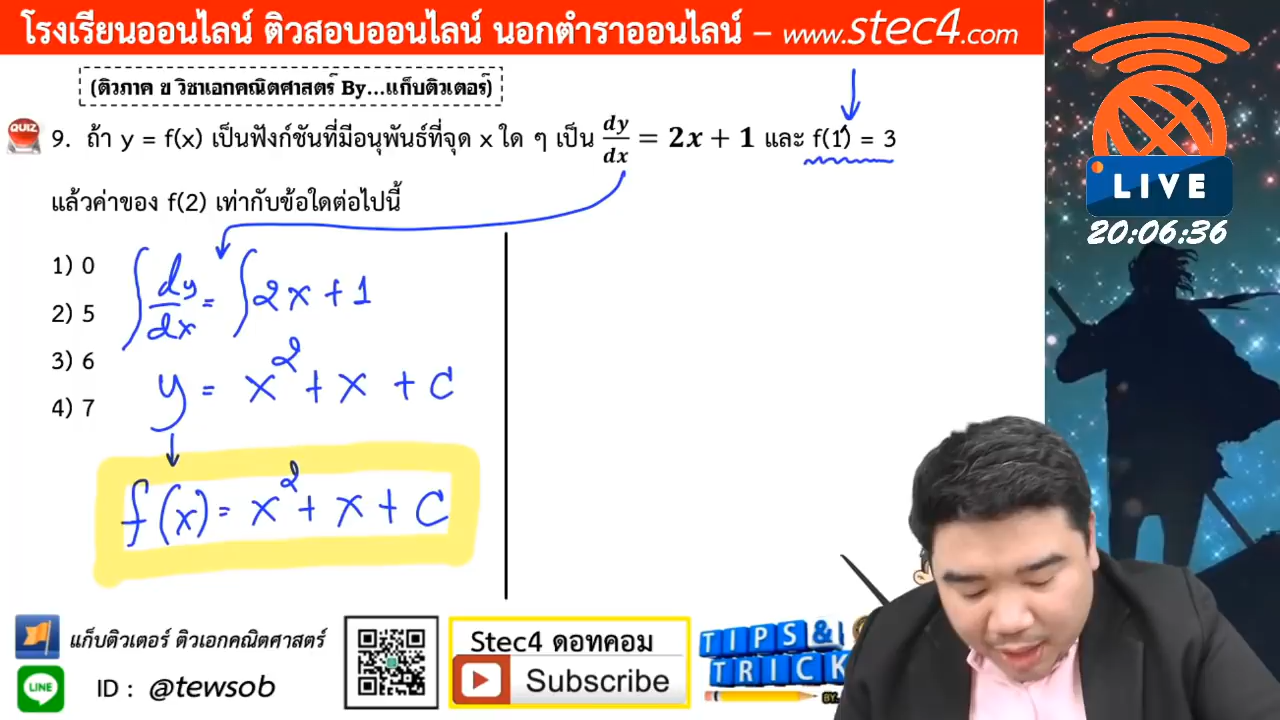 โรงเรียนออนไลน์ ติวสอบออนไลน์ นอกตำราออนไลน์ – www.stec4.com
(ติวภาค ข วิชาเอกคณิตศาสตร์ By...แก็บติวเตอร์)
QUIZ
9. ถ้า y = f(x) เป็นฟังก์ชันที่มีอนุพันธ์ที่จุด x ใด ๆ เป็น dy/dx = 2x + 1 และ f(1) = 3
แล้วค่าของ f(2) เท่ากับข้อใดต่อไปนี้
1) 0
2) 5
3) 6
4) 7
∫ dy/dx = ∫ 2x + 1
y = x² + x + c
f(x) = x² + x + c
LIVE
20:06:36
แก็บติวเตอร์ ติวเอกคณิตศาสตร์
LINE
ID : @tewsob
Stec4 ดอทคอม
Subscribe
TIPS &
TRICK